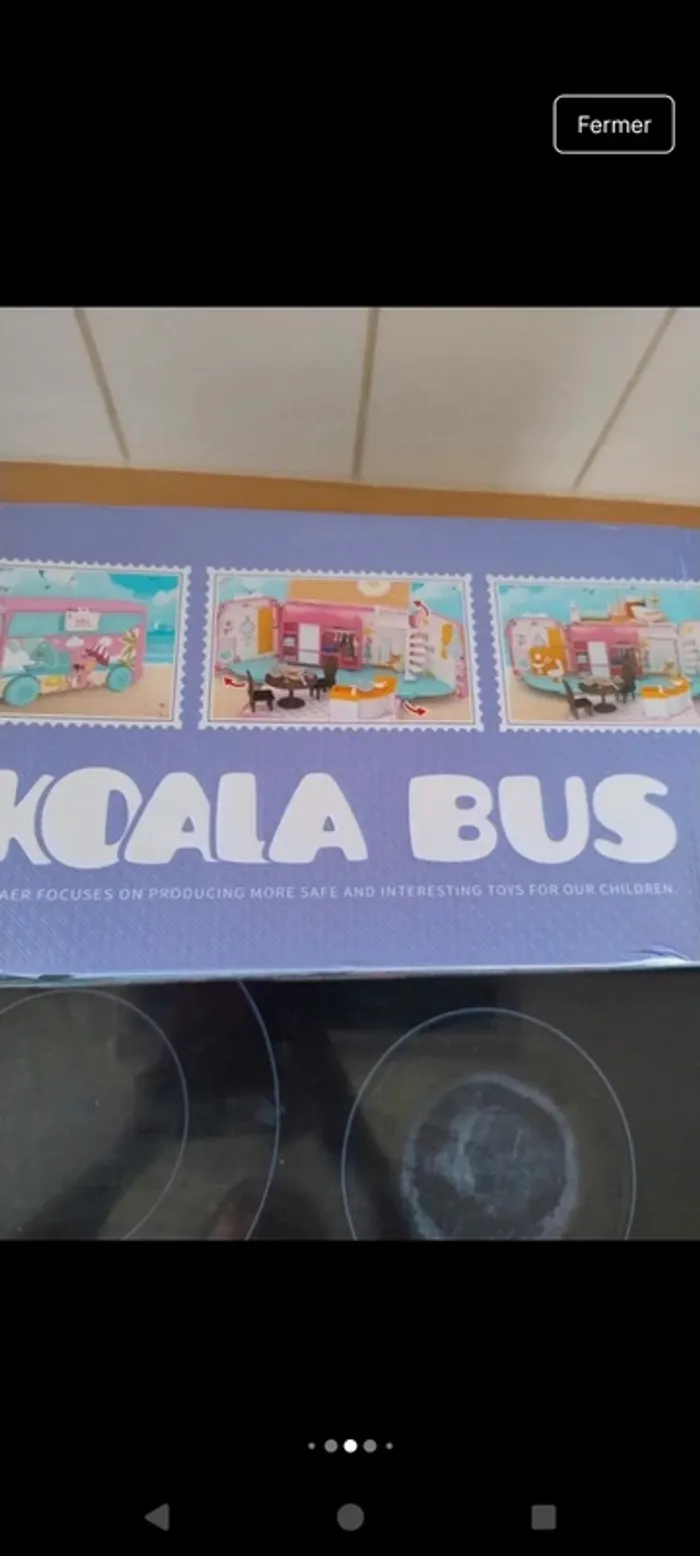 Fermer
KOALA BUS
AER FOCUSES ON PRODUCING MORE SAFE AND INTERESTING TOYS FOR OUR CHILDREN.